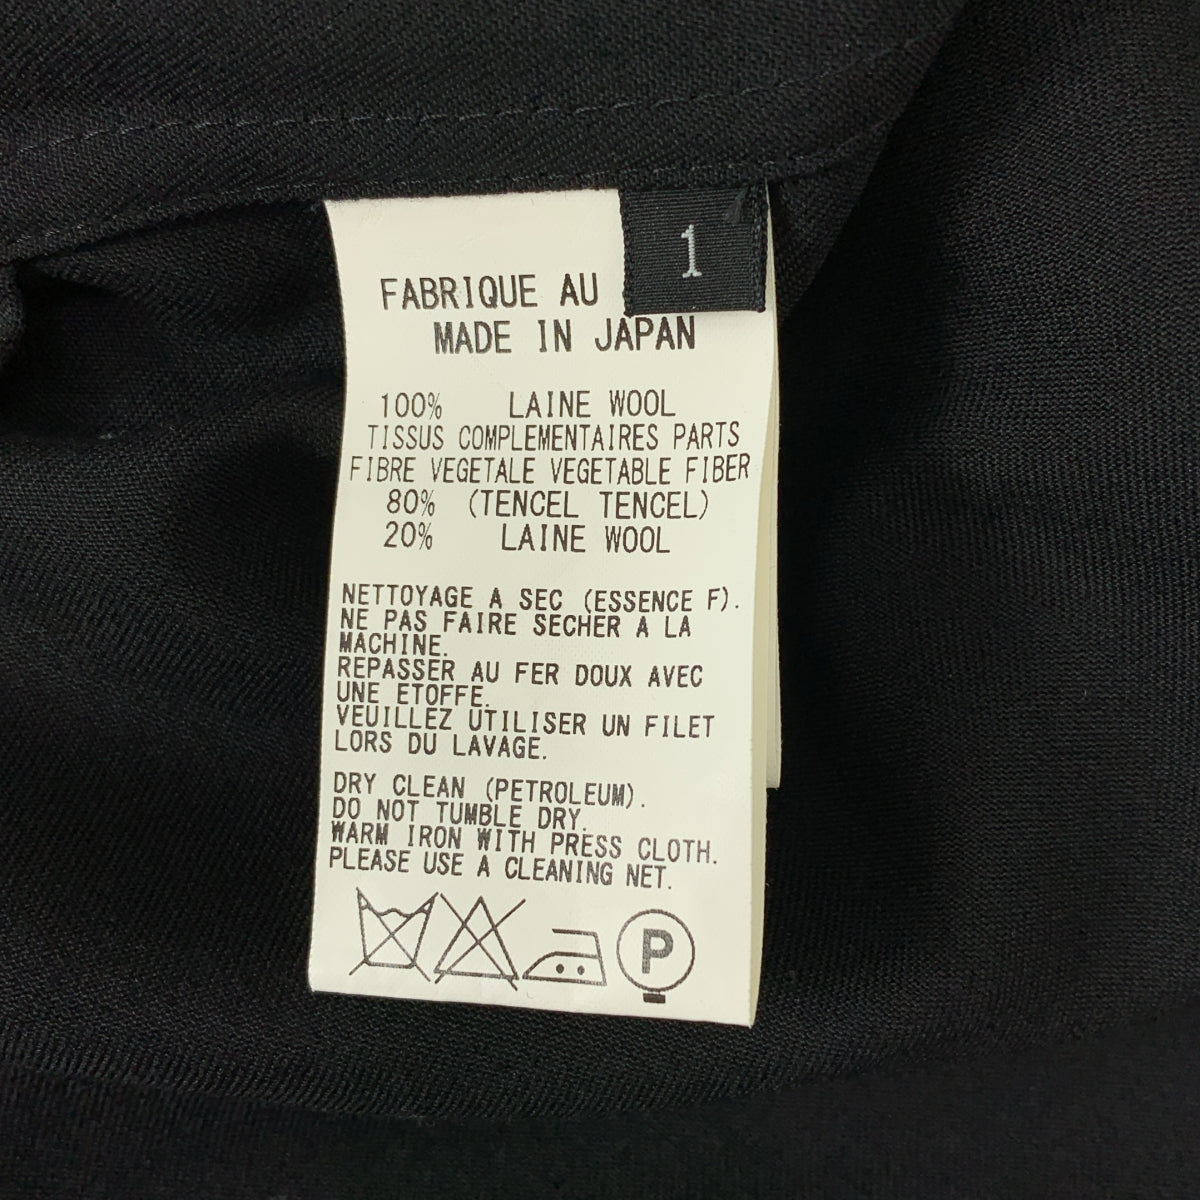 1
FABRIQUE AU
MADE IN JAPAN
100% LAINE WOOL
TISSUS COMPLEMENTAIRES PARTS
FIBRE VEGETALE VEGETABLE FIBER
80% (TENCEL TENCEL)
20% LAINE WOOL
NETTOYAGE A SEC (ESSENCE F).
NE PAS FAIRE SECHER A LA
MACHINE.
REPASSER AU FER DOUX AVEC
UNE ETOFFE.
VEUILLEZ UTILISER UN FILET
LORS DU LAVAGE.
DRY CLEAN (PETROLEUM).
DO NOT TUMBLE DRY.
WARM IRON WITH PRESS CLOTH.
PLEASE USE A CLEANING NET.
P